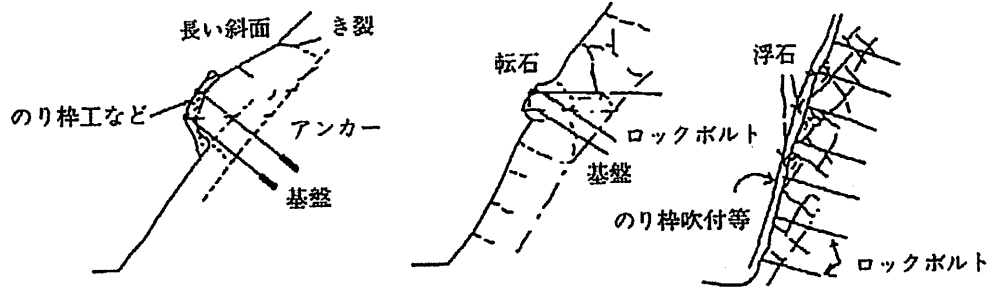 長い斜面
き裂
のり枠工など
アンカー
基盤
転石
ロックボルト
基盤
浮石
のり枠吹付等
ロックボルト